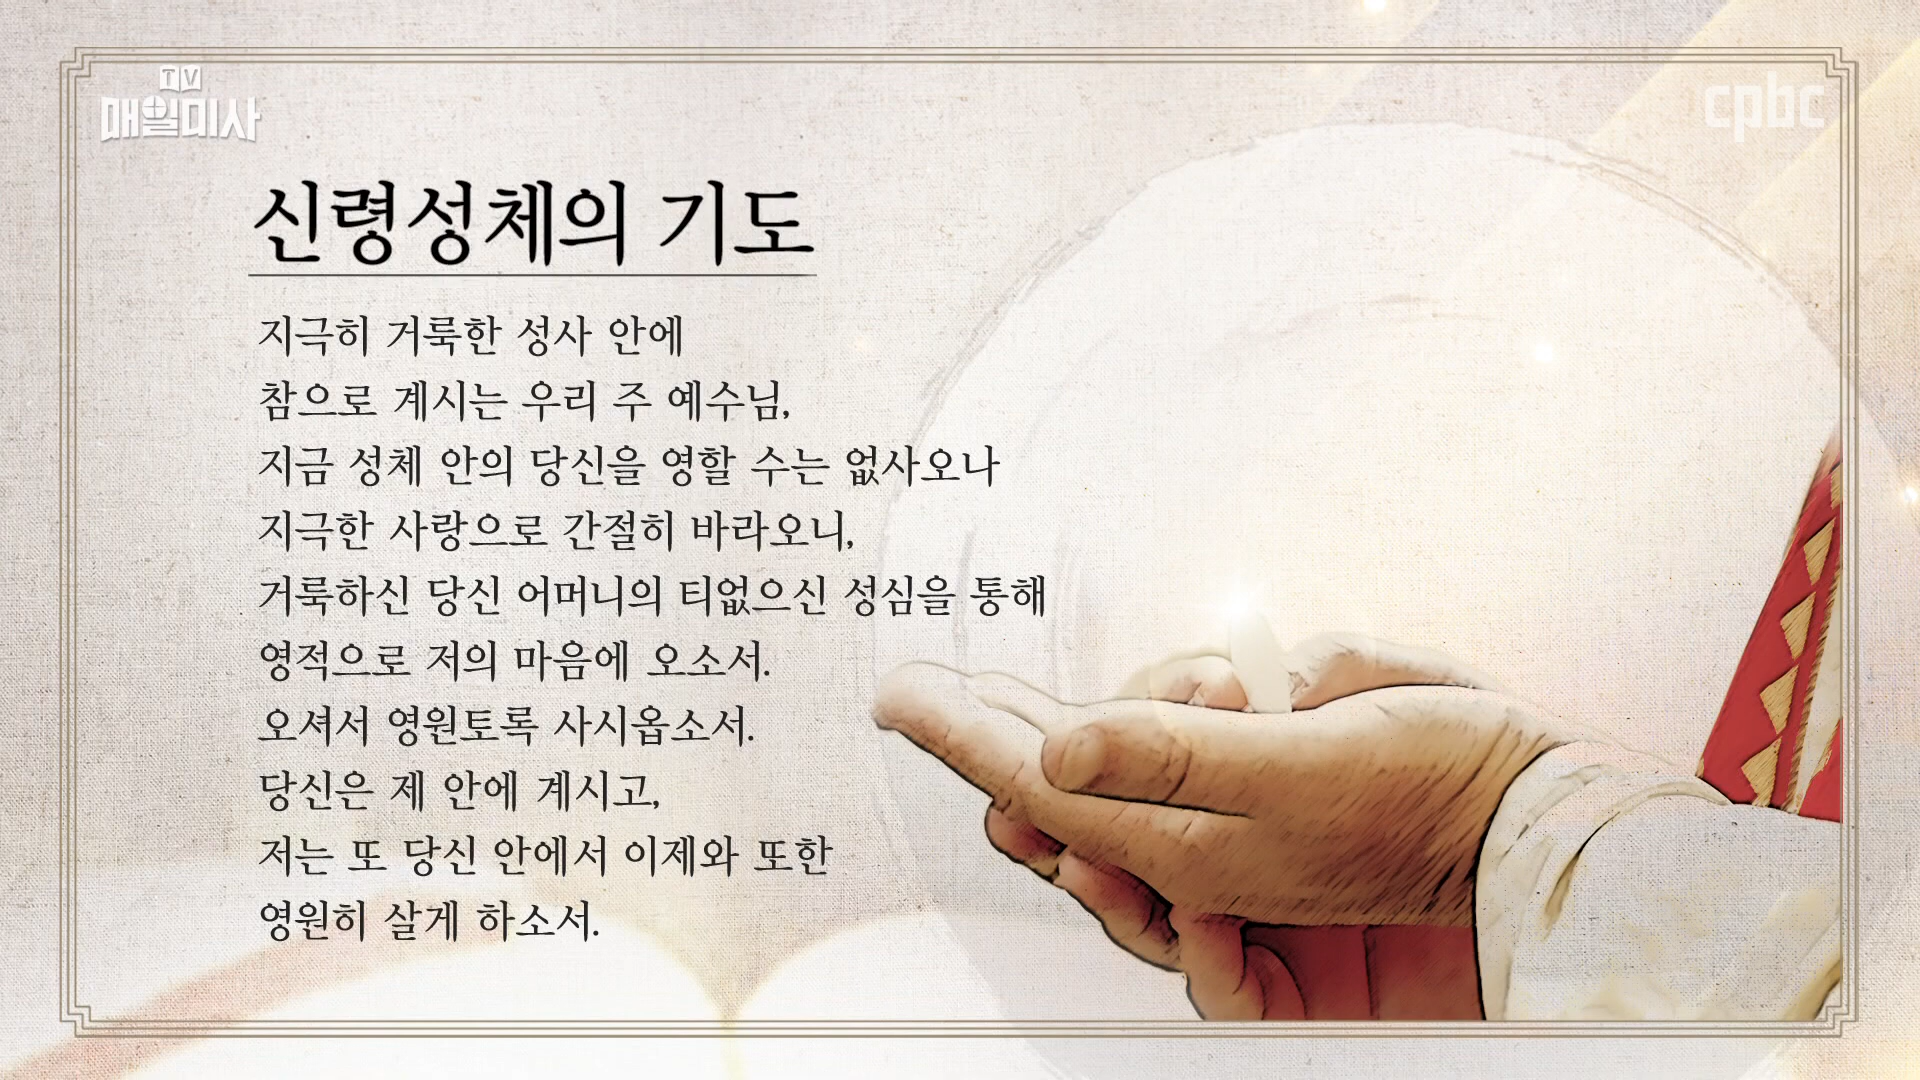 TV
매일미사
cpbc
신령성체의 기도
지극히 거룩한 성사 안에
참으로 계시는 우리 주 예수님,
지금 성체 안의 당신을 영할 수는 없사오나
지극한 사랑으로 간절히 바라오니,
거룩하신 당신 어머니의 티없으신 성심을 통해
영적으로 저의 마음에 오소서.
오셔서 영원토록 사시옵소서.
당신은 제 안에 계시고,
저는 또 당신 안에서 이제와 또한
영원히 살게 하소서.